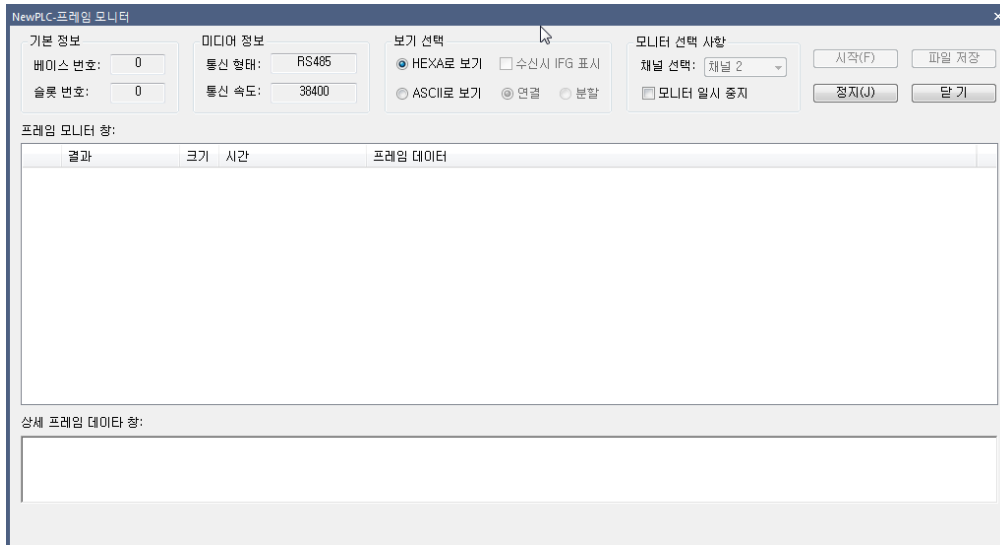 NewPLC-프레임 모니터
기본 정보
베이스 번호: 0
슬롯 번호: 0
미디어 정보
통신 형태: RS485
통신 속도: 38400
보기 선택
HEXA로 보기 수신시 IFG 표시
ASCII로 보기 연결 분할
모니터 선택 사항
채널 선택: 채널 2
모니터 일시 중지
시작(F) 파일 저장
정지(J) 닫 기
프레임 모니터 창:
결과 크기 시간 프레임 데이터
상세 프레임 데이타 창: